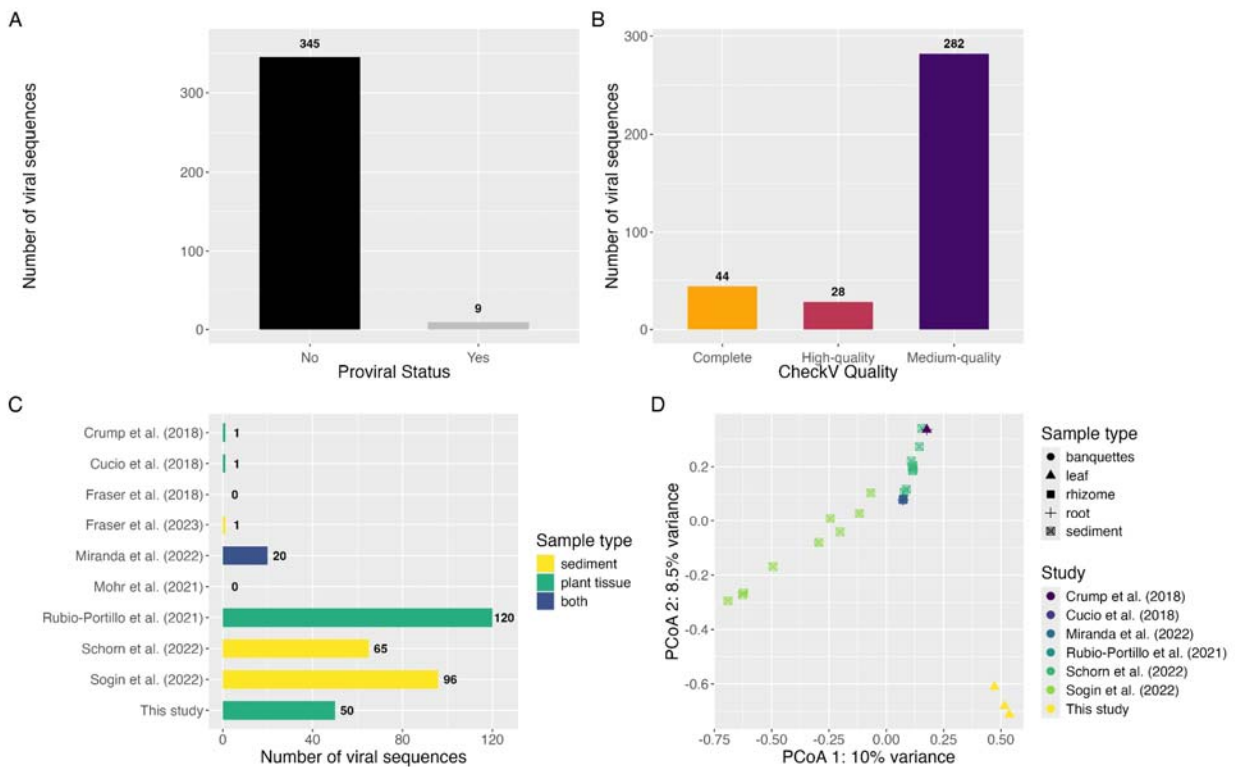 A
Number of viral sequences
300
200
100
0
345
9
No
Yes
Proviral Status
B
Number of viral sequences
300
200
100
0
44
28
282
Complete
High-quality
Medium-quality
CheckV Quality
C
Crump et al. (2018)
1
Cucio et al. (2018)
1
Fraser et al. (2018)
0
Fraser et al. (2023)
1
Miranda et al. (2022)
20
Mohr et al. (2021)
0
Rubio-Portillo et al. (2021)
120
Schorn et al. (2022)
65
Sogin et al. (2022)
96
This study
50
0
40
80
120
Number of viral sequences
Sample type
sediment
plant tissue
both
D
PCoA 2: 8.5% variance
0.2
0.0
-0.2
-0.4
-0.6
-0.75
-0.50
-0.25
0.00
0.25
0.50
PCoA 1: 10% variance
Sample type
banquettes
leaf
rhizome
root
sediment
Study
Crump et al. (2018)
Cucio et al. (2018)
Miranda et al. (2022)
Rubio-Portillo et al. (2021)
Schorn et al. (2022)
Sogin et al. (2022)
This study